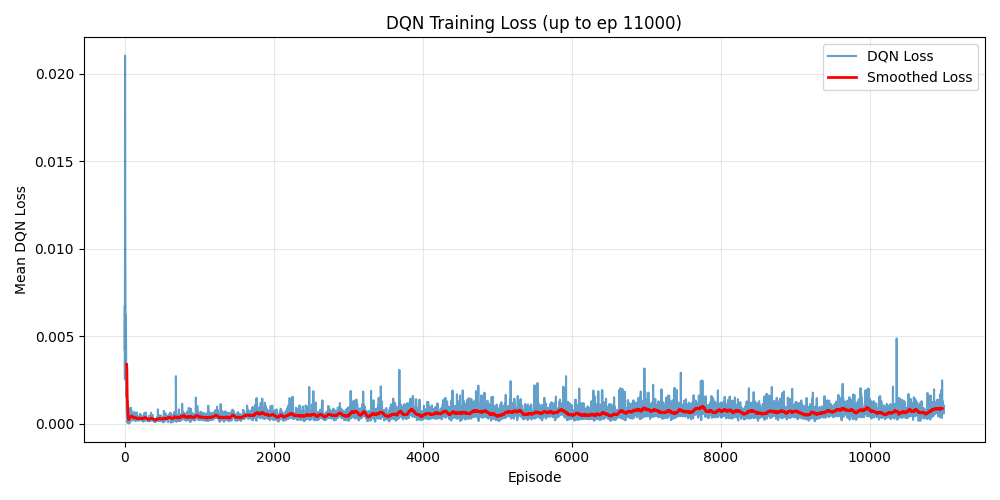 DQN Training Loss (up to ep 11000)
DQN Loss
Smoothed Loss
Mean DQN Loss
0.020
0.015
0.010
0.005
0.000
0
2000
4000
6000
8000
10000
Episode